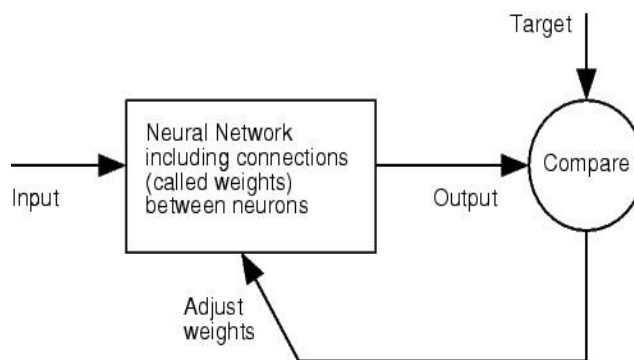 Target
Neural Network
including connections
(called weights)
between neurons
Compare
Input
Output
Adjust
weights